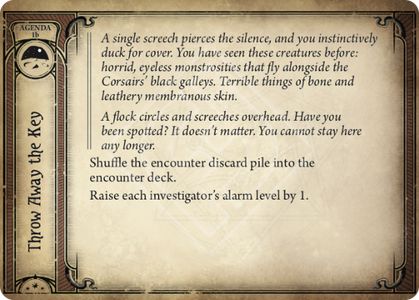 AGENDA
1b
Throw Away the Key
A single screech pierces the silence, and you instinctively
duck for cover. You have seen these creatures before:
horrid, eyeless monstrosities that fly alongside the
Corsairs' black galleys. Terrible things of bone and
leathery membranous skin.
A flock circles and screeches overhead. Have you
been spotted? It doesn't matter. You cannot stay here
any longer.
Shuffle the encounter discard pile into the
encounter deck.
Raise each investigator's alarm level by 1.